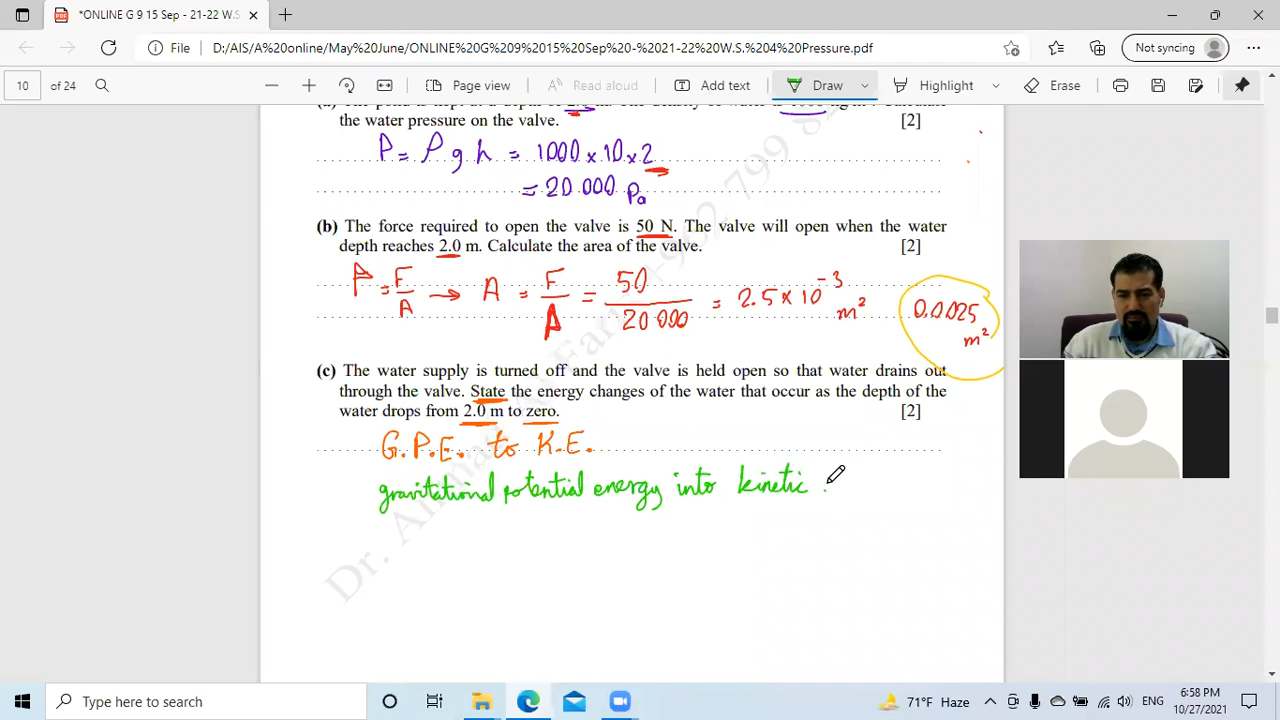 *ONLINE G 9 15 Sep - 21-22 W.S.
File D:/AIS/A%20online/May%20June/ONLINE%20G%209%2015%20Sep%20-%202021-22%20W.S.%204%20Pressure.pdf
Not syncing
10 of 24 Page view Read aloud Add text Draw Highlight Erase
the water pressure on the valve. [2]
P = ρ g h = 1000 × 10 × 2
= 20 000 Pa
(b) The force required to open the valve is 50 N. The valve will open when the water
depth reaches 2.0 m. Calculate the area of the valve. [2]
P = F/A → A = F/A = 50/20 000 = 2.5 × 10⁻³ m²
0.0025 m²
(c) The water supply is turned off and the valve is held open so that water drains out
through the valve. State the energy changes of the water that occur as the depth of the
water drops from 2.0 m to zero. [2]
G.P.E. to K.E.
gravitational potential energy into kinetic
Type here to search
71°F Haze ENG 6:58 PM
10/27/2021